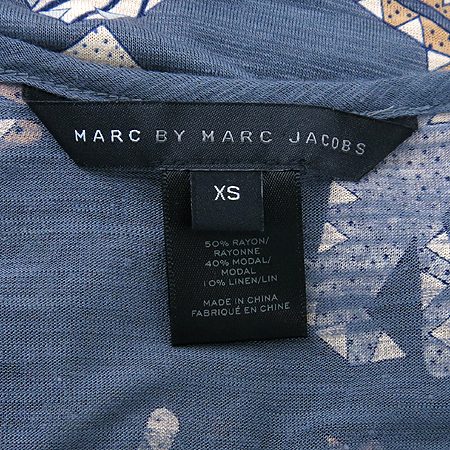 MARC BY MARC JACOBS
XS
50% RAYON/
RAYONNE
40% MODAL/
MODAL
10% LINEN/LIN
MADE IN CHINA
FABRIQUÉ EN CHINE